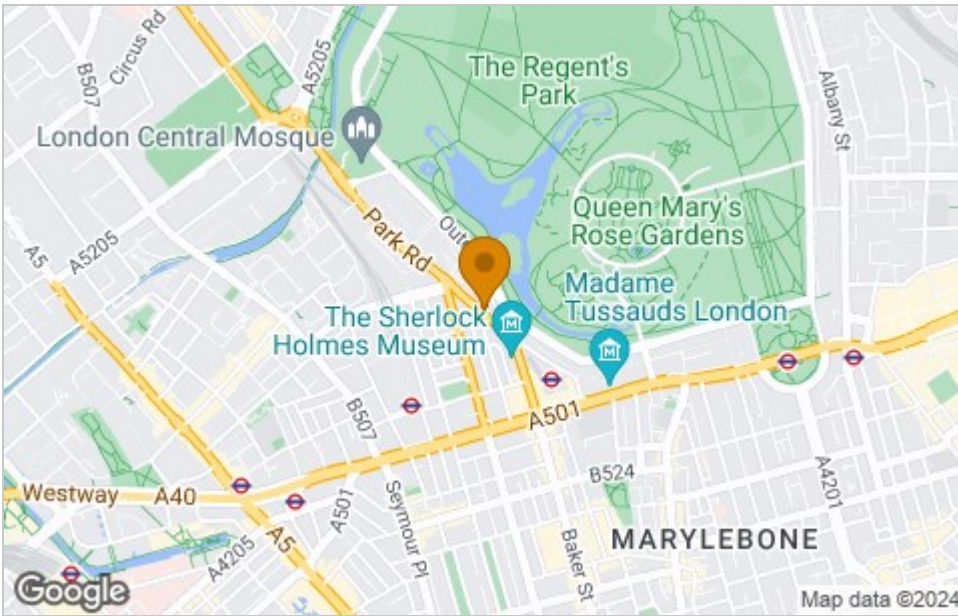 Circus Rd
B507
A5205
London Central Mosque
The Regent's
Park
Albany St
Queen Mary's
Rose Gardens
Park Rd
Oute
A5
A5205
Madame
Tussauds London
The Sherlock
Holmes Museum
M
M
A501
B507
Westway
A40
A501
Seymour Pl
B524
A4201
A5
A4205
Baker St
MARYLEBONE
Google
Map data ©2024